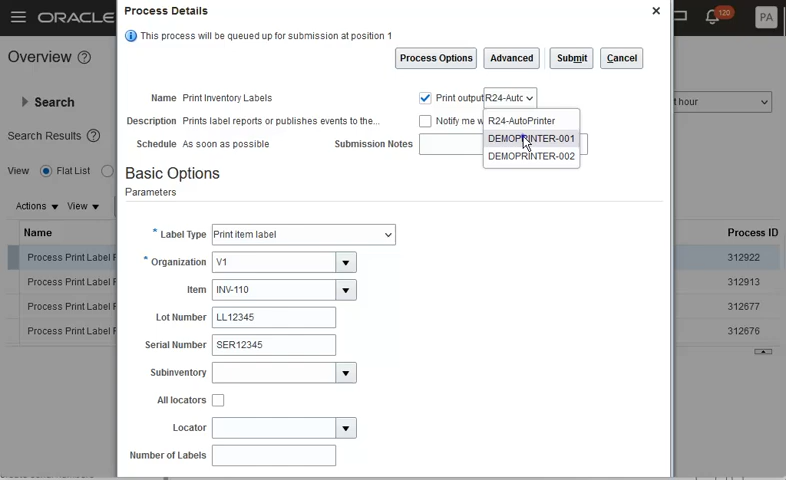 ORACLE
Process Details
120
PA
This process will be queued up for submission at position 1
Overview
Process Options
Advanced
Submit
Cancel
Search
Name Print Inventory Labels
Print output R24-Autc
t hour
Description Prints label reports or publishes events to the...
Notify me w
R24-AutoPrinter
Search Results
Schedule As soon as possible
Submission Notes
DEMOPRINTER-001
DEMOPRINTER-002
View Flat List
Basic Options
Parameters
Actions View
Name
Process ID
* Label Type Print item label
Process Print Label F
312922
* Organization V1
Process Print Label F
312913
Item INV-110
Process Print Label F
312677
Lot Number LL12345
Process Print Label F
312676
Serial Number SER12345
Subinventory
All locators
Locator
Number of Labels